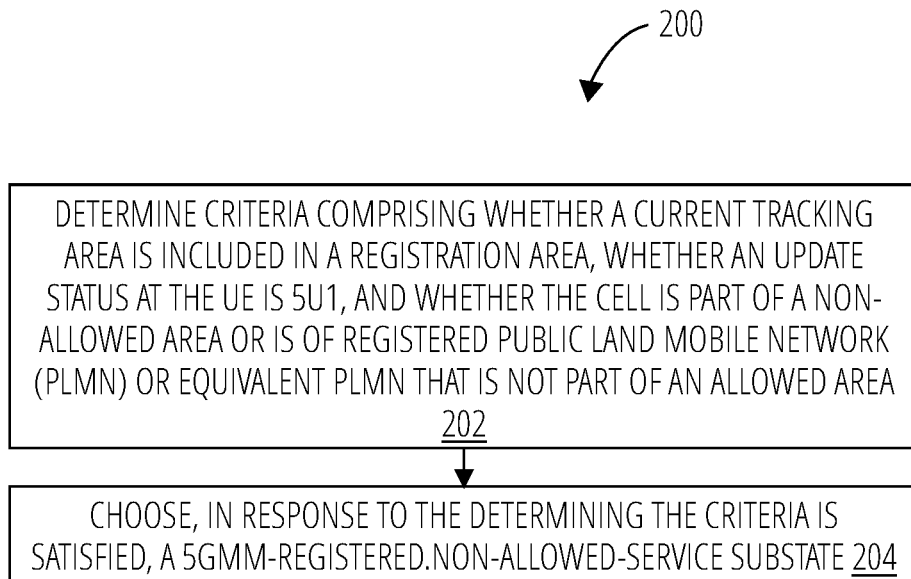 200
DETERMINE CRITERIA COMPRISING WHETHER A CURRENT TRACKING
AREA IS INCLUDED IN A REGISTRATION AREA, WHETHER AN UPDATE
STATUS AT THE UE IS 5U1, AND WHETHER THE CELL IS PART OF A NON-
ALLOWED AREA OR IS OF REGISTERED PUBLIC LAND MOBILE NETWORK
(PLMN) OR EQUIVALENT PLMN THAT IS NOT PART OF AN ALLOWED AREA
202
CHOOSE, IN RESPONSE TO THE DETERMINING THE CRITERIA IS
SATISFIED, A 5GMM-REGISTERED.NON-ALLOWED-SERVICE SUBSTATE 204